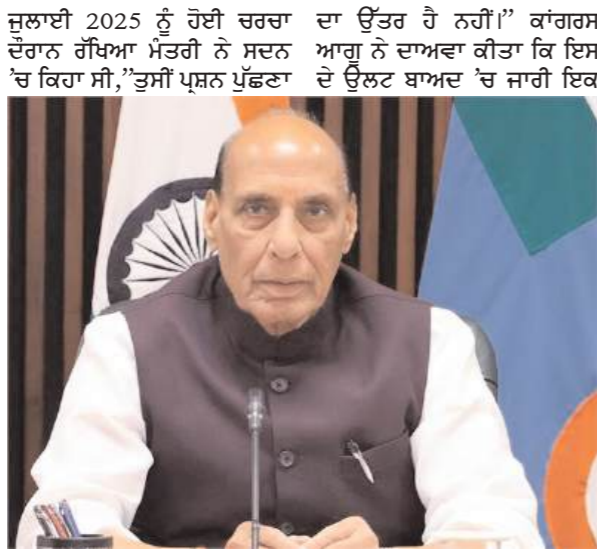 ਜੁਲਾਈ 2025 ਨੂੰ ਹੋਈ ਚਰਚਾ
ਦੌਰਾਨ ਰੱਖਿਆ ਮੰਤਰੀ ਨੇ ਸਦਨ
’ਚ ਕਿਹਾ ਸੀ,”ਤੁਸੀਂ ਪ੍ਰਸ਼ਨ ਪੁੱਛਣਾ
ਦਾ ਉੱਤਰ ਹੈ ਨਹੀਂ।” ਕਾਂਗਰਸ
ਆਗੂ ਨੇ ਦਾਅਵਾ ਕੀਤਾ ਕਿ ਇਸ
ਦੇ ਉਲਟ ਬਾਅਦ ’ਚ ਜਾਰੀ ਇਕ